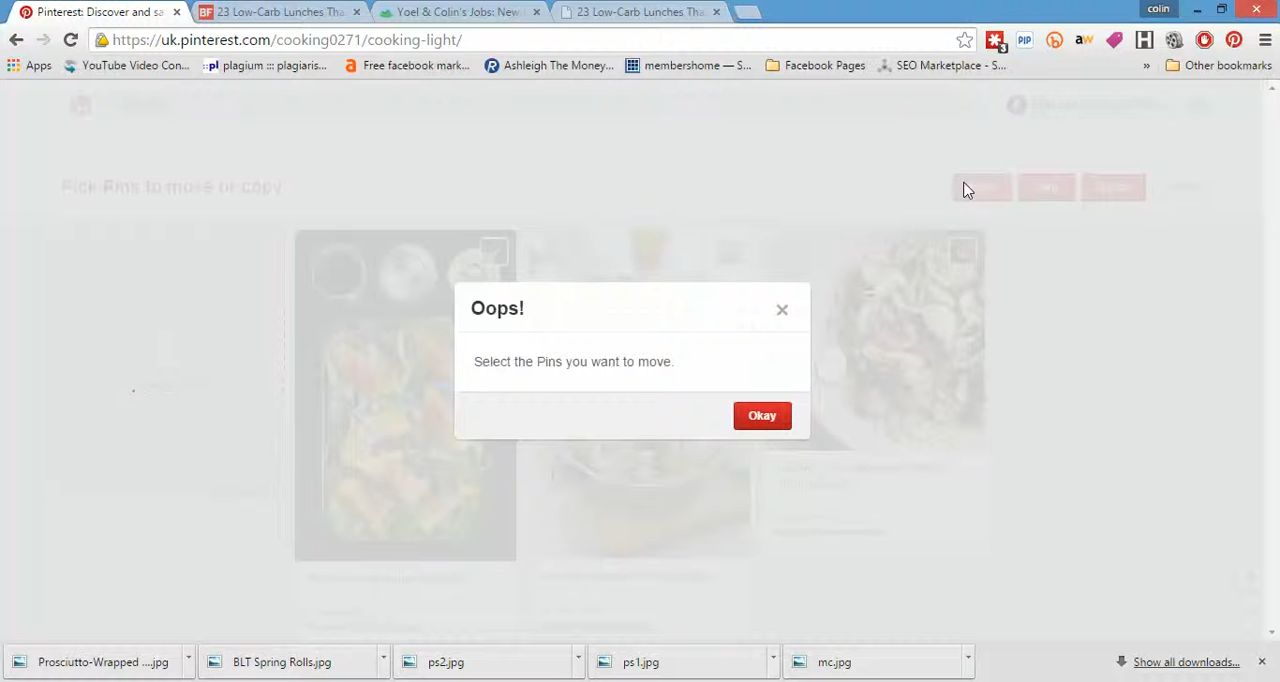 colin
Pinterest: Discover and sa
23 Low-Carb Lunches Tha
Yoel & Colin's Jobs: New
23 Low-Carb Lunches Tha
https://uk.pinterest.com/cooking0271/cooking-light/
Apps
YouTube Video Con...
plagium ::: plagiaris...
Free facebook mark...
Ashleigh The Money...
membershome — S...
Facebook Pages
SEO Marketplace - S...
»
Other bookmarks
Pick Pins to move or copy
Oops!
Select the Pins you want to move.
Okay
Prosciutto-Wrapped ....jpg
BLT Spring Rolls.jpg
ps2.jpg
ps1.jpg
mc.jpg
Show all downloads...